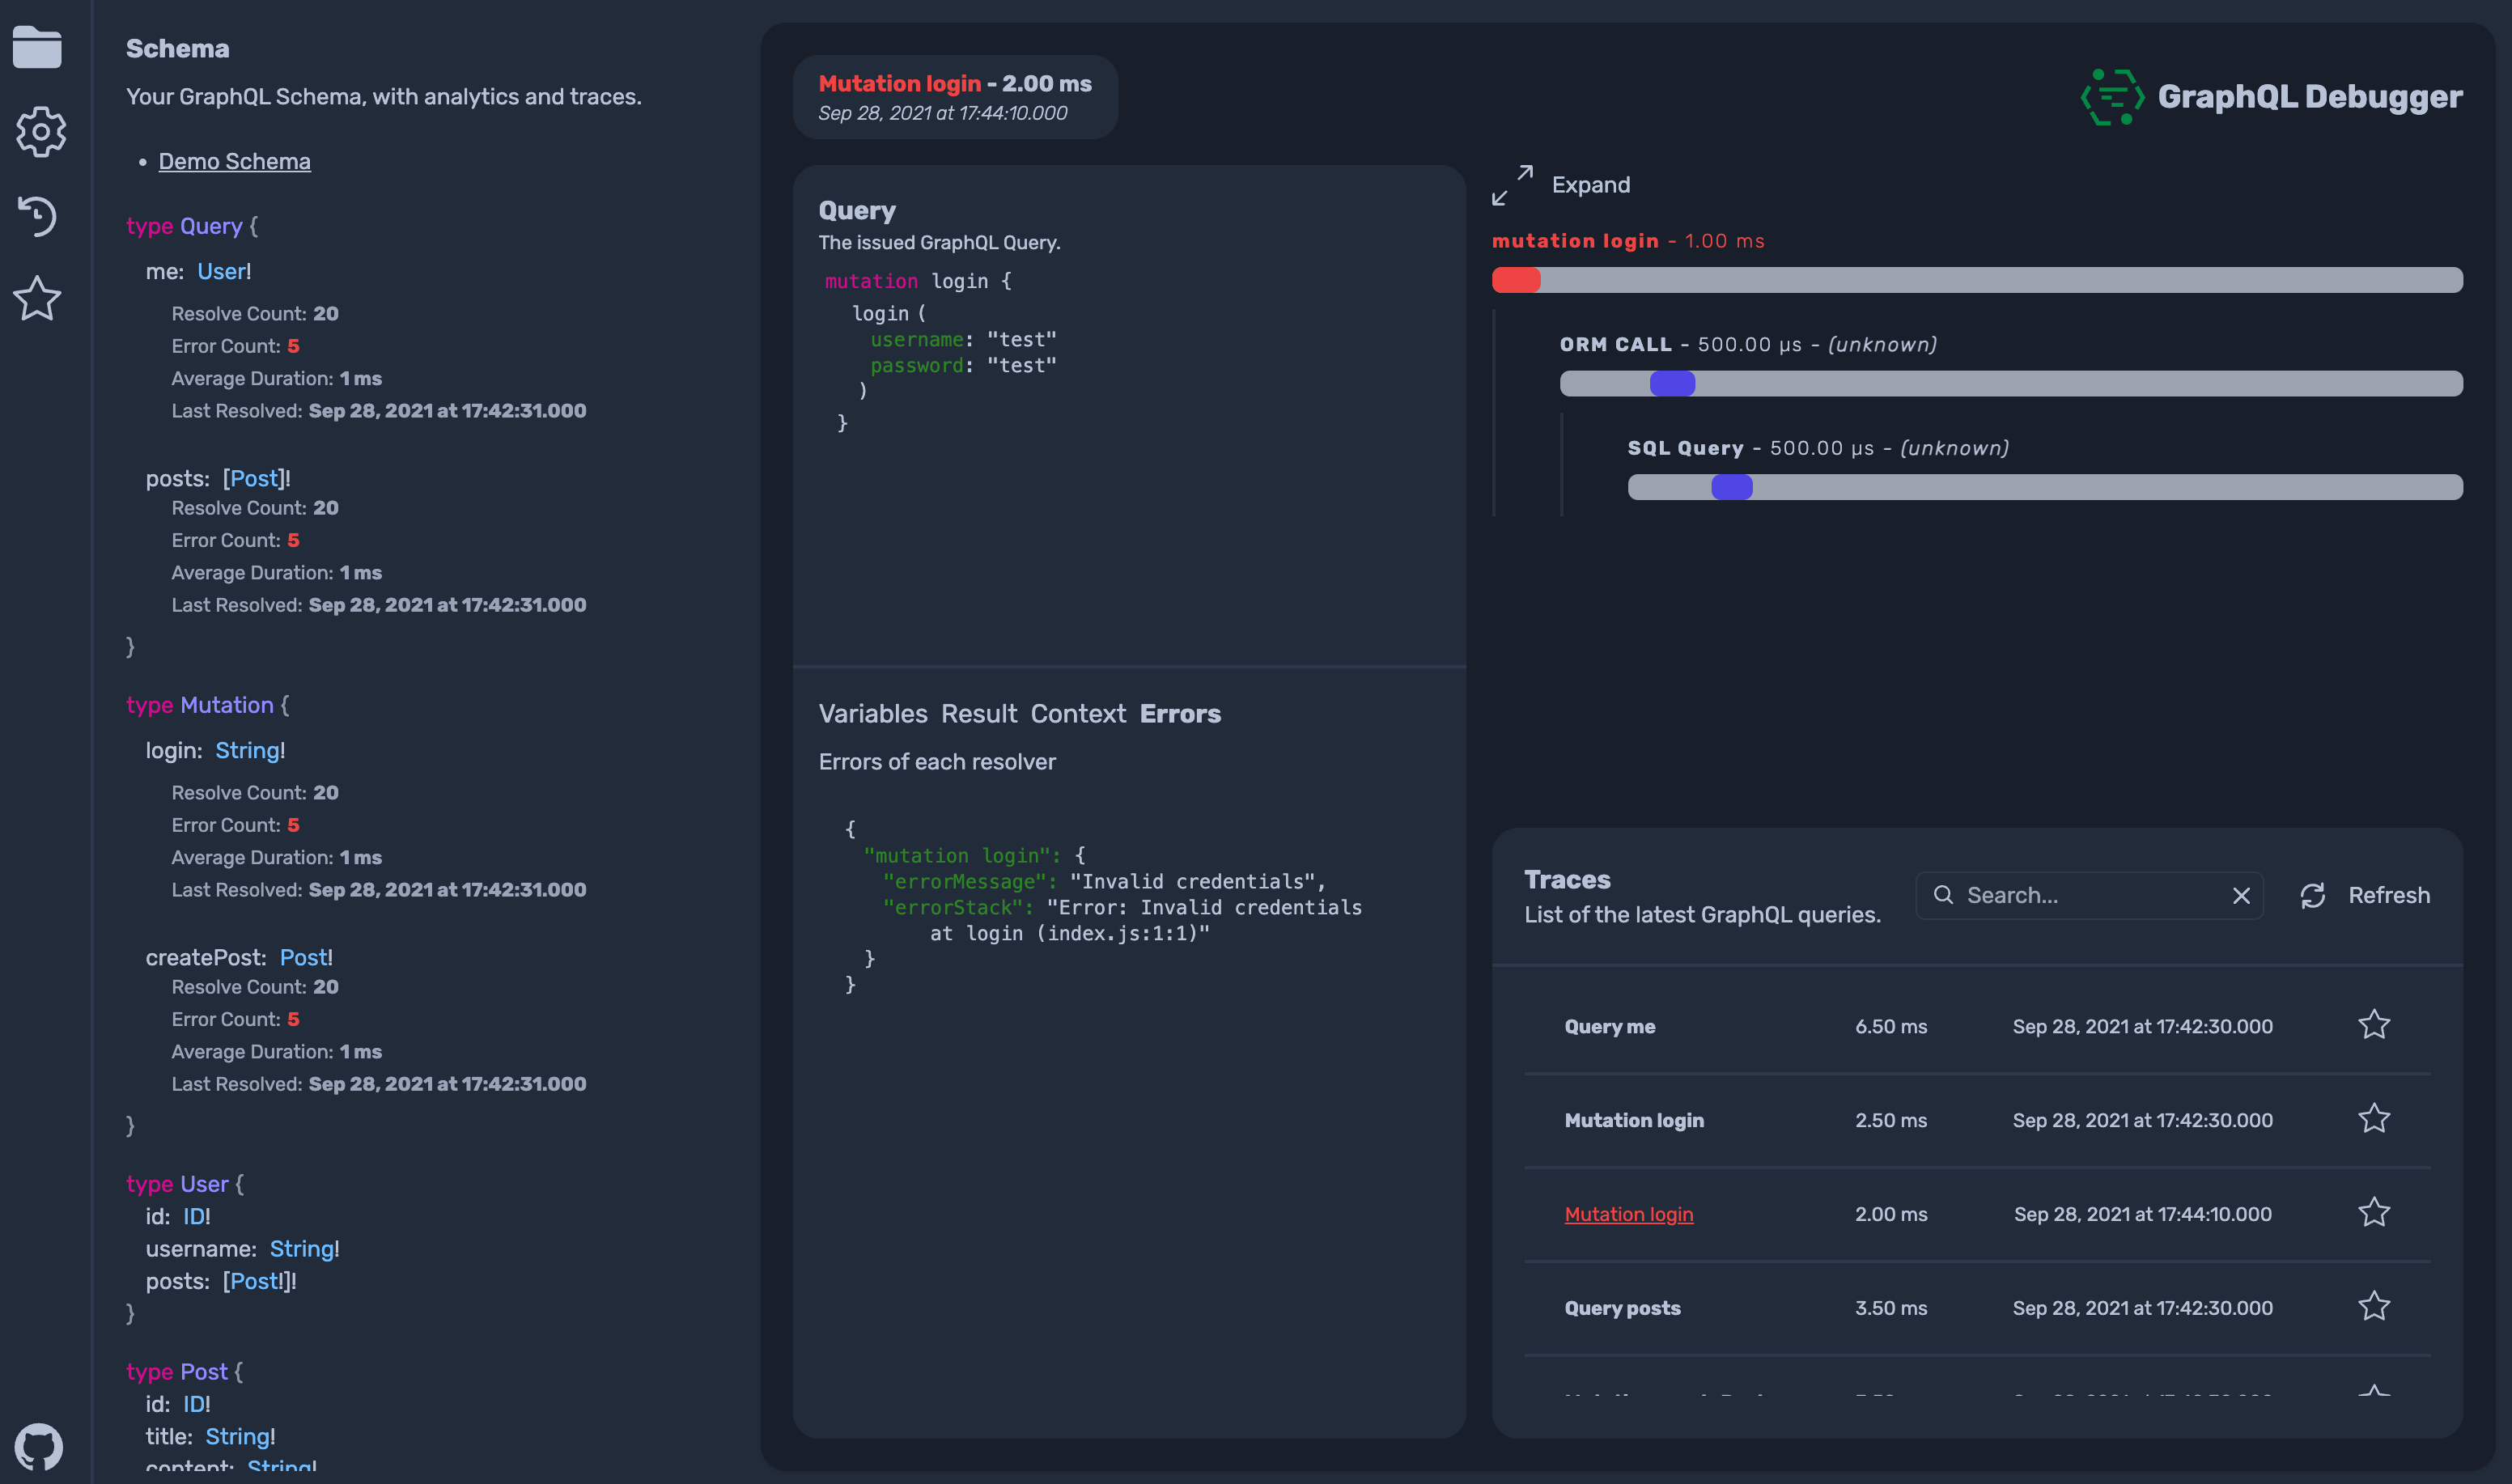 Schema
Your GraphQL Schema, with analytics and traces.
• Demo Schema
type Query {
me: User!
Resolve Count: 20
Error Count: 5
Average Duration: 1 ms
Last Resolved: Sep 28, 2021 at 17:42:31.000
posts: [Post]!
Resolve Count: 20
Error Count: 5
Average Duration: 1 ms
Last Resolved: Sep 28, 2021 at 17:42:31.000
}
type Mutation {
login: String!
Resolve Count: 20
Error Count: 5
Average Duration: 1 ms
Last Resolved: Sep 28, 2021 at 17:42:31.000
createPost: Post!
Resolve Count: 20
Error Count: 5
Average Duration: 1 ms
Last Resolved: Sep 28, 2021 at 17:42:31.000
}
type User {
id: ID!
username: String!
posts: [Post!]!
}
type Post {
id: ID!
title: String!
content: String!
Mutation login - 2.00 ms
Sep 28, 2021 at 17:44:10.000
GraphQL Debugger
Query
The issued GraphQL Query.
mutation login {
login (
username: "test"
password: "test"
)
}
Variables Result Context Errors
Errors of each resolver
{
"mutation login": {
"errorMessage": "Invalid credentials",
"errorStack": "Error: Invalid credentials
at login (index.js:1:1)"
}
}
Expand
mutation login - 1.00 ms
ORM CALL - 500.00 µs - (unknown)
SQL Query - 500.00 µs - (unknown)
Traces
List of the latest GraphQL queries.
Search...
Refresh
Query me 6.50 ms Sep 28, 2021 at 17:42:30.000
Mutation login 2.50 ms Sep 28, 2021 at 17:42:30.000
Mutation login 2.00 ms Sep 28, 2021 at 17:44:10.000
Query posts 3.50 ms Sep 28, 2021 at 17:42:30.000